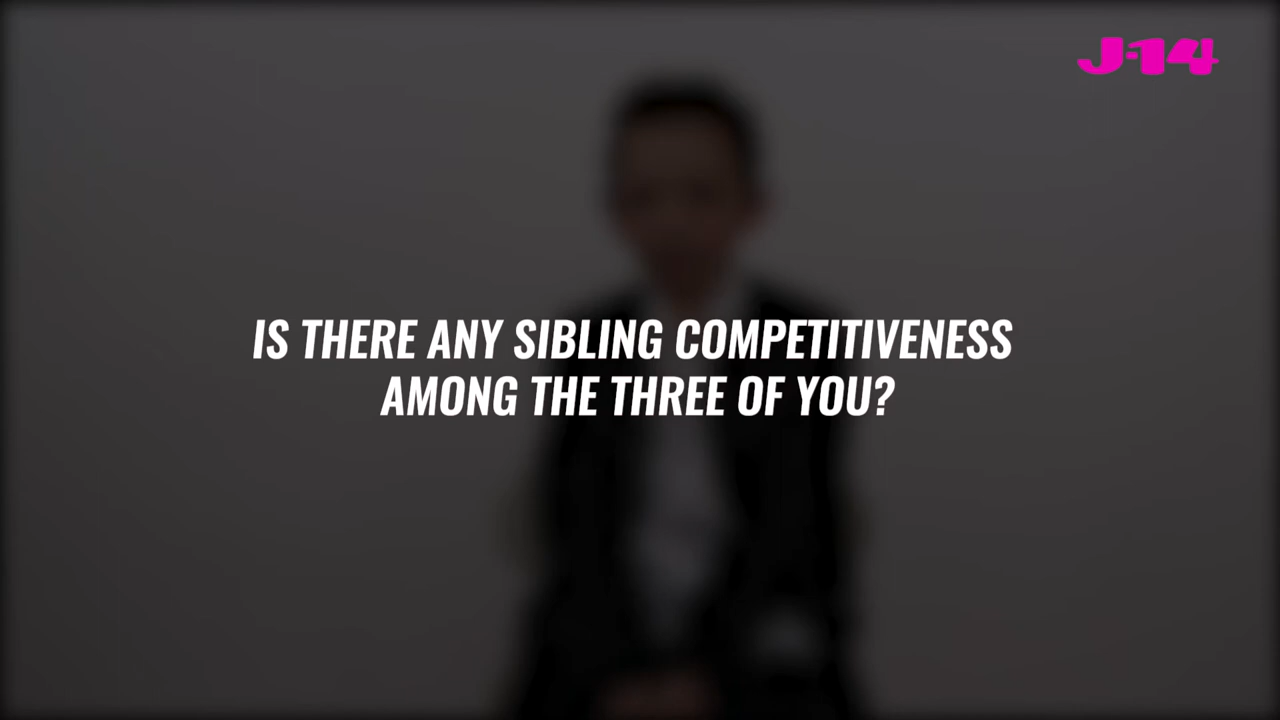 J-14
IS THERE ANY SIBLING COMPETITIVENESS
AMONG THE THREE OF YOU?